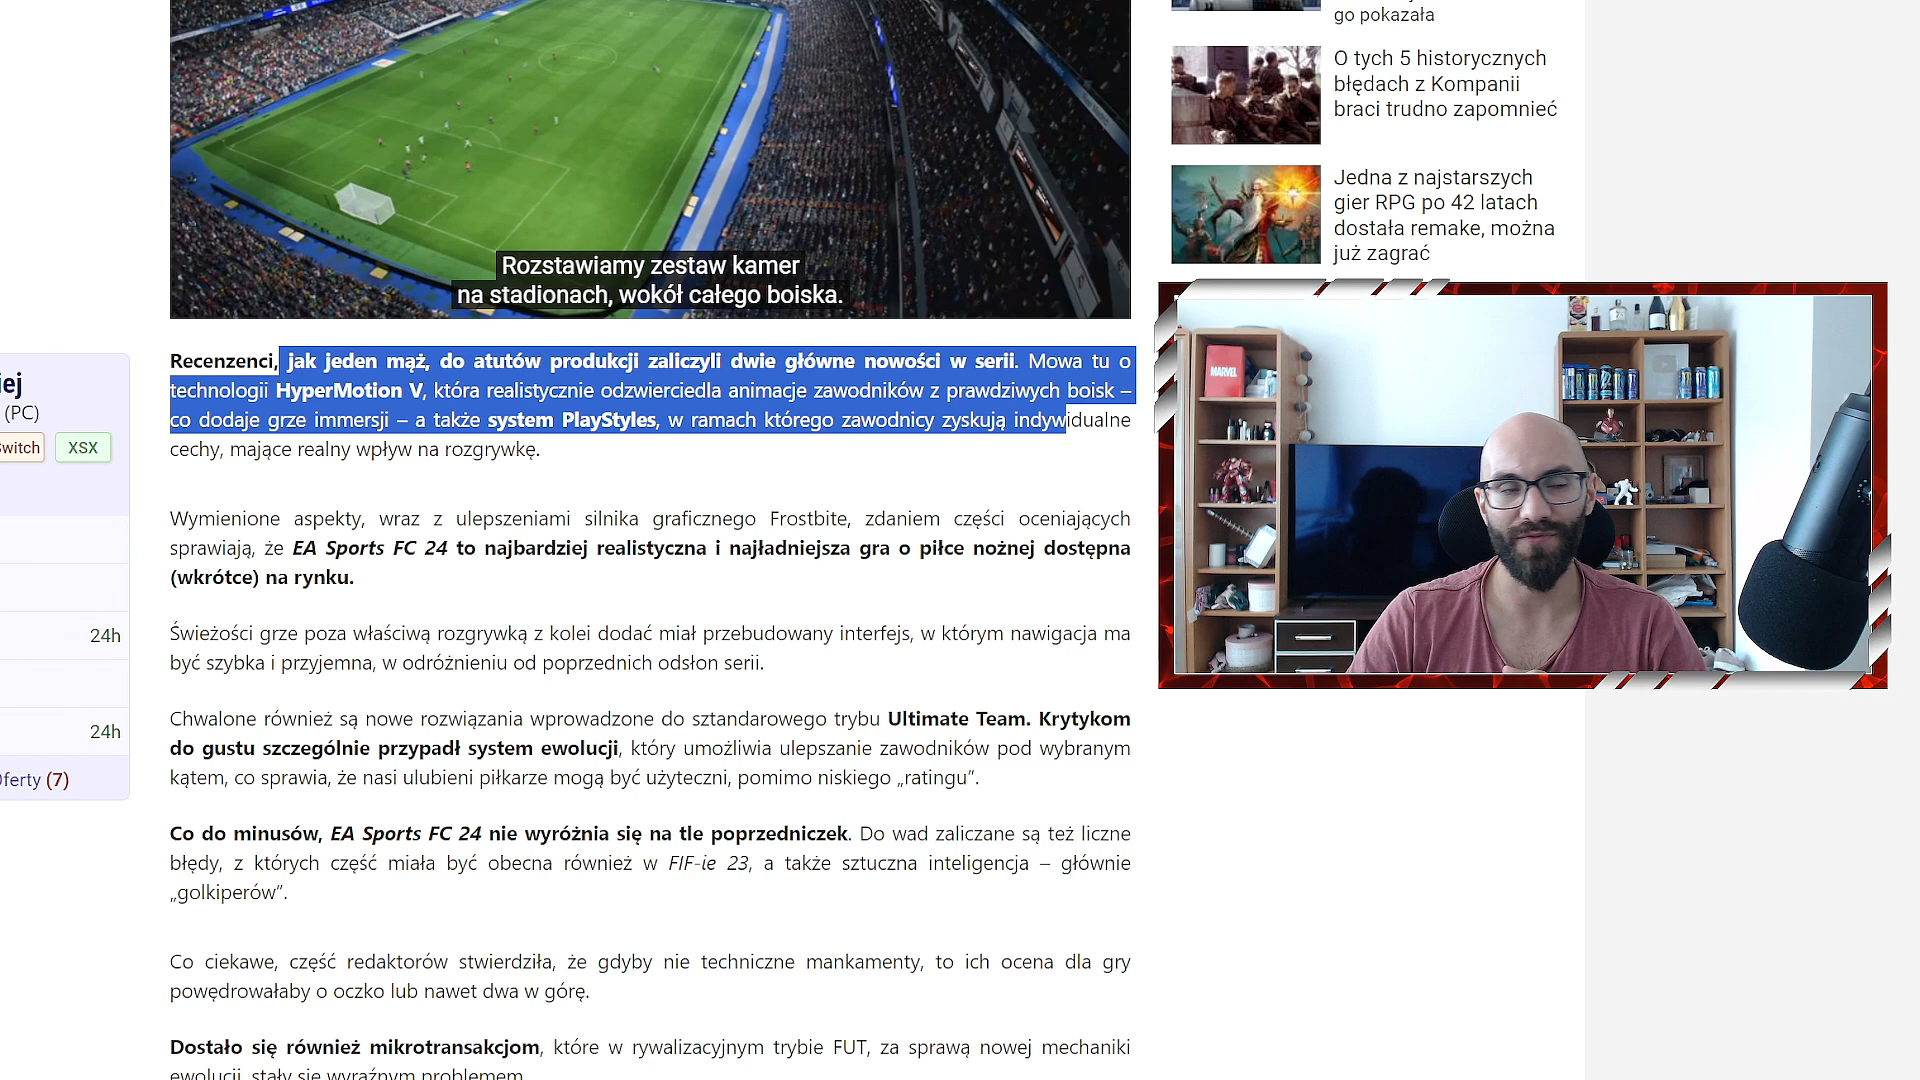 go pokazała
O tych 5 historycznych
błędach z Kompanii
braci trudno zapomnieć
Jedna z najstarszych
gier RPG po 42 latach
dostała remake, można
już zagrać
Rozstawiamy zestaw kamer
na stadionach, wokół całego boiska.
Recenzenci, jak jeden mąż, do atutów produkcji zaliczyli dwie główne nowości w serii. Mowa tu o
technologii HyperMotion V, która realistycznie odzwierciedla animacje zawodników z prawdziwych boisk –
co dodaje grze immersji – a także system PlayStyles, w ramach którego zawodnicy zyskują indywidualne
cechy, mające realny wpływ na rozgrywkę.
Wymienione aspekty, wraz z ulepszeniami silnika graficznego Frostbite, zdaniem części oceniających
sprawiają, że EA Sports FC 24 to najbardziej realistyczna i najładniejsza gra o piłce nożnej dostępna
(wkrótce) na rynku.
Świeżości grze poza właściwą rozgrywką z kolei dodać miał przebudowany interfejs, w którym nawigacja ma
być szybka i przyjemna, w odróżnieniu od poprzednich odsłon serii.
Chwalone również są nowe rozwiązania wprowadzone do sztandarowego trybu Ultimate Team. Krytykom
do gustu szczególnie przypadł system ewolucji, który umożliwia ulepszanie zawodników pod wybranym
kątem, co sprawia, że nasi ulubieni piłkarze mogą być użyteczni, pomimo niskiego „ratingu”.
Co do minusów, EA Sports FC 24 nie wyróżnia się na tle poprzedniczek. Do wad zaliczane są też liczne
błędy, z których część miała być obecna również w FIF-ie 23, a także sztuczna inteligencja – głównie
„golkiperów”.
Co ciekawe, część redaktorów stwierdziła, że gdyby nie techniczne mankamenty, to ich ocena dla gry
powędrowałaby o oczko lub nawet dwa w górę.
Dostało się również mikrotransakcjom, które w rywalizacyjnym trybie FUT, za sprawą nowej mechaniki
ewolucji, stały się wyraźnym problemem.
iej
(PC)
Switch
XSX
24h
24h
Oferty (7)
MARVEL